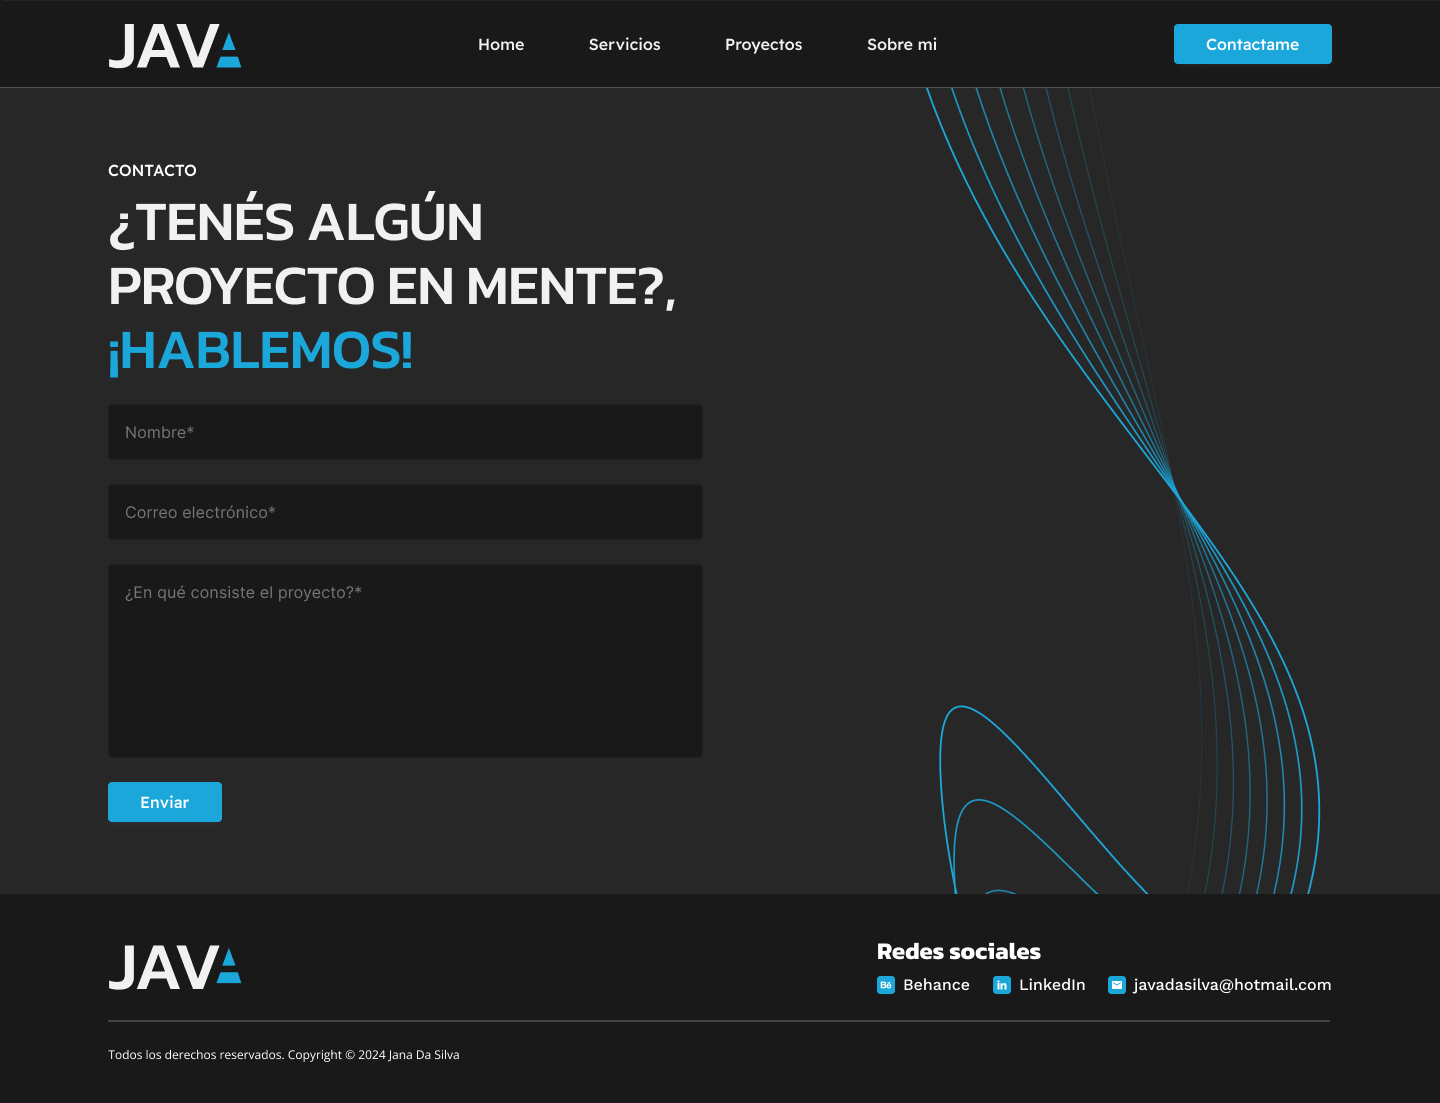 JAVA
Home
Servicios
Proyectos
Sobre mi
Contactame
CONTACTO
¿TENÉS ALGÚN
PROYECTO EN MENTE?,
¡HABLEMOS!
Nombre*
Correo electrónico*
¿En qué consiste el proyecto?*
Enviar
JAVA
Redes sociales
Bē Behance
in LinkedIn
javadasilva@hotmail.com
Todos los derechos reservados. Copyright © 2024 Jana Da Silva